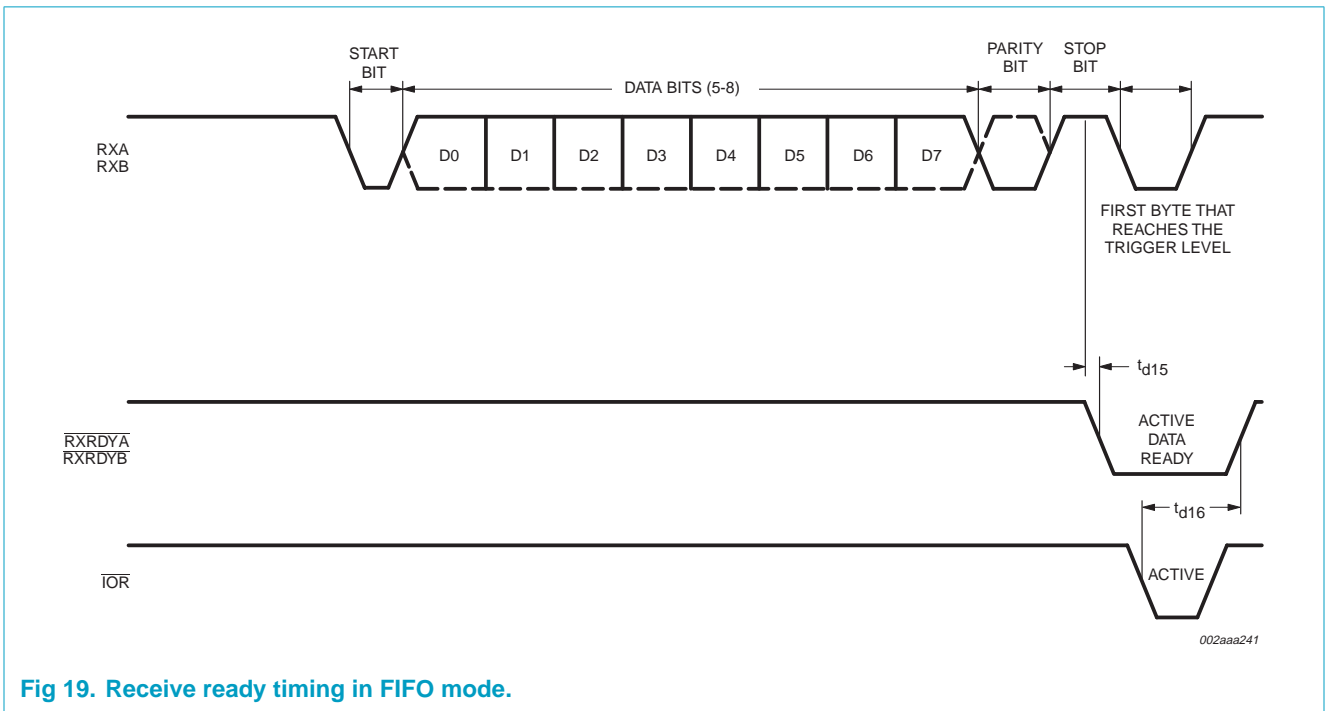 START
BIT
DATA BITS (5-8)
PARITY
BIT
STOP
BIT
RXA
RXB
D0 D1 D2 D3 D4 D5 D6 D7
FIRST BYTE THAT
REACHES THE
TRIGGER LEVEL
td15
RXRDYA
RXRDYB
ACTIVE
DATA
READY
td16
IOR
ACTIVE
002aaa241
Fig 19. Receive ready timing in FIFO mode.